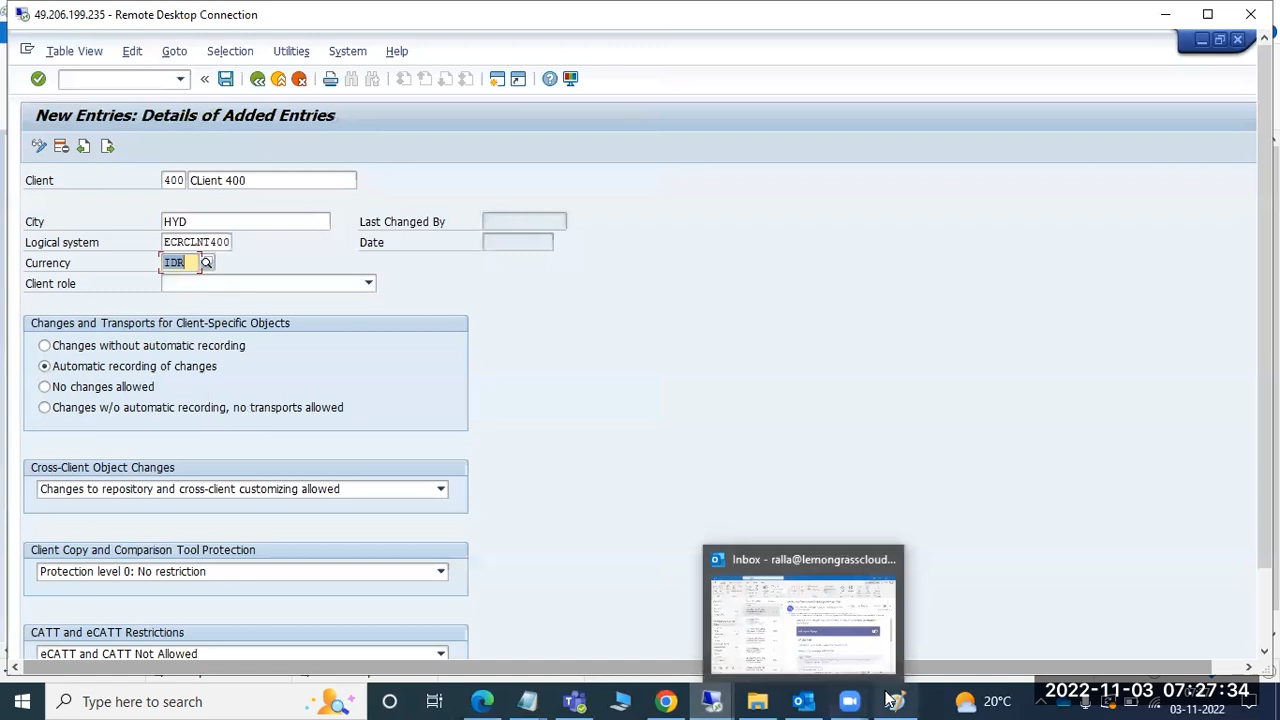 49.206.199.235 - Remote Desktop Connection
Table View Edit Goto Selection Utilities System Help
New Entries: Details of Added Entries
Client 400 CLient 400
City HYD Last Changed By
Logical system ECRCLNT400 Date
Currency IDR
Client role
Changes and Transports for Client-Specific Objects
Changes without automatic recording
Automatic recording of changes
No changes allowed
Changes w/o automatic recording, no transports allowed
Cross-Client Object Changes
Changes to repository and cross-client customizing allowed
Client Copy and Comparison Tool Protection
Protection level 0: No restriction
Inbox - ralla@lemongrasscloud...
CATT and eCATT Restrictions
eCATT and CATT Not Allowed
Type here to search
20°C
2022-11-03 07:27:34
03-11-2022